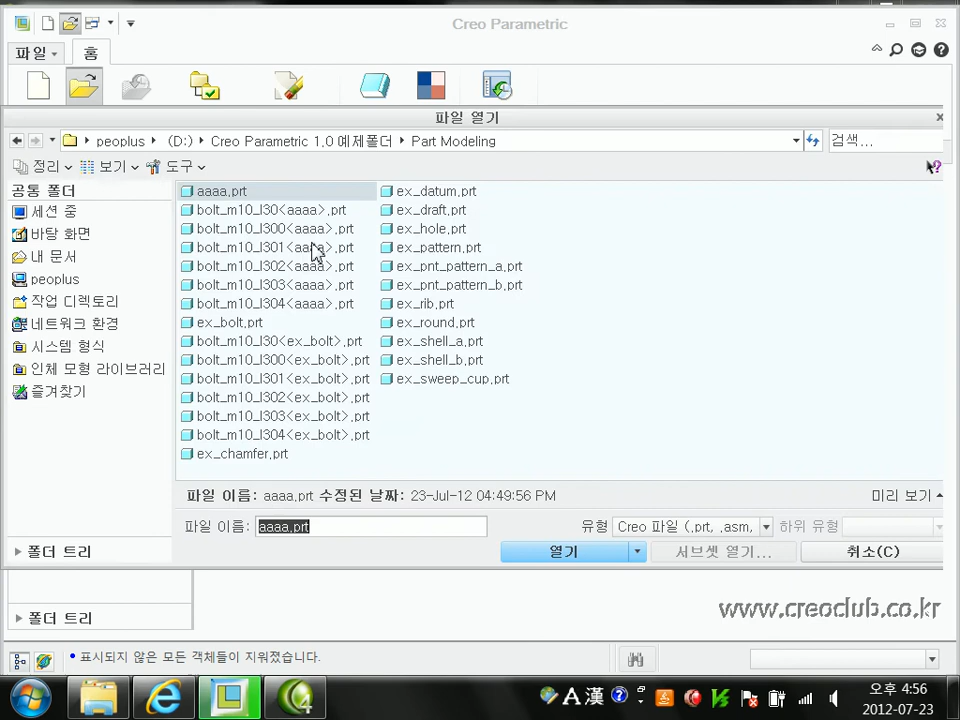 Creo Parametric
파일
홈
파일 열기
peoplus (D:) Creo Parametric 1.0 예제폴더 Part Modeling
검색...
정리 보기 도구
공통 폴더
세션 중
바탕 화면
내 문서
peoplus
작업 디렉토리
네트워크 환경
시스템 형식
인체 모형 라이브러리
즐겨찾기
폴더 트리
aaaa.prt
bolt_m10_l30<aaaa>.prt
bolt_m10_l300<aaaa>.prt
bolt_m10_l301<aaaa>.prt
bolt_m10_l302<aaaa>.prt
bolt_m10_l303<aaaa>.prt
bolt_m10_l304<aaaa>.prt
ex_bolt.prt
bolt_m10_l30<ex_bolt>.prt
bolt_m10_l300<ex_bolt>.prt
bolt_m10_l301<ex_bolt>.prt
bolt_m10_l302<ex_bolt>.prt
bolt_m10_l303<ex_bolt>.prt
bolt_m10_l304<ex_bolt>.prt
ex_chamfer.prt
ex_datum.prt
ex_draft.prt
ex_hole.prt
ex_pattern.prt
ex_pnt_pattern_a.prt
ex_pnt_pattern_b.prt
ex_rib.prt
ex_round.prt
ex_shell_a.prt
ex_shell_b.prt
ex_sweep_cup.prt
파일 이름: aaaa.prt 수정된 날짜: 23-Jul-12 04:49:56 PM
미리 보기
파일 이름: aaaa.prt
유형 Creo 파일 (.prt, .asm,
하위 유형
열기
서브셋 열기...
취소(C)
폴더 트리
www.creoclub.co.kr
표시되지 않은 모든 객체들이 지워졌습니다.
A 漢
오후 4:56
2012-07-23